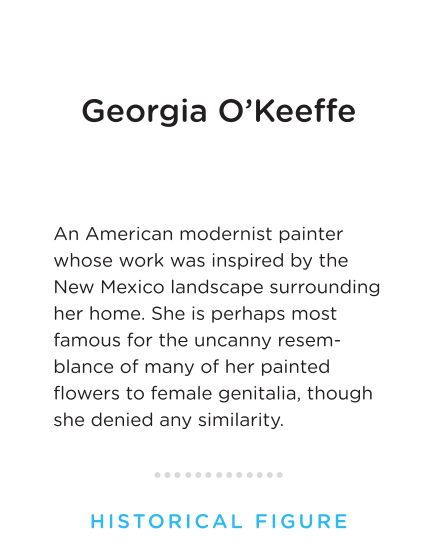 Georgia O’Keeffe
An American modernist painter
whose work was inspired by the
New Mexico landscape surrounding
her home. She is perhaps most
famous for the uncanny resem-
blance of many of her painted
flowers to female genitalia, though
she denied any similarity.
HISTORICAL FIGURE